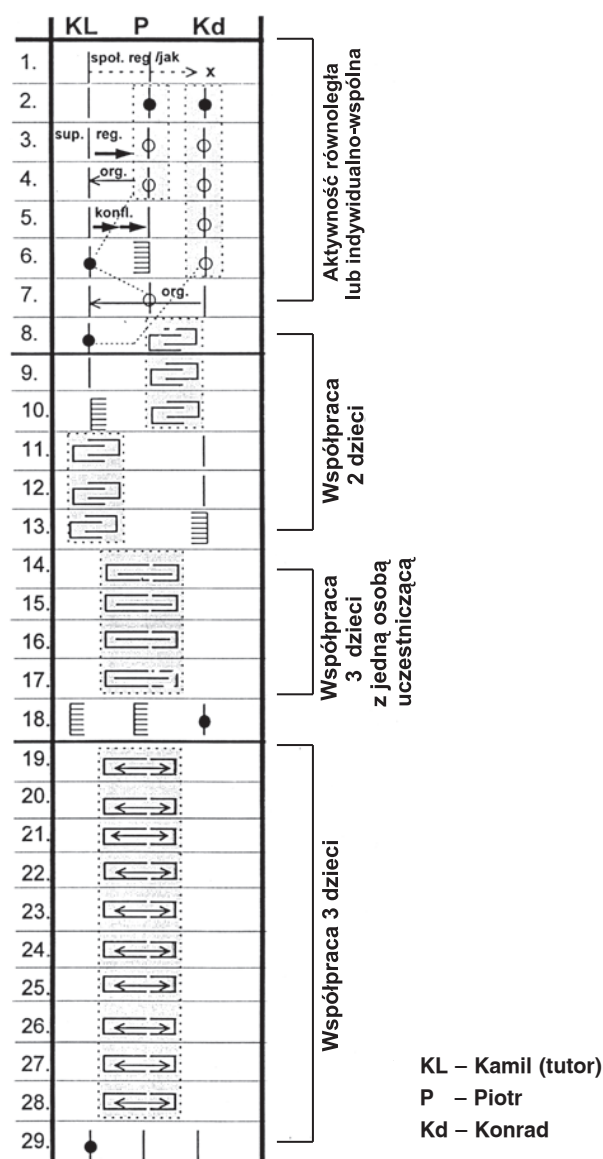 KL P Kd
1. społ. reg /jak x
2.
3. sup. reg.
4. org.
5. konfl.
6.
7. org.
8.
9.
10.
11.
12.
13.
14.
15.
16.
17.
18.
19.
20.
21.
22.
23.
24.
25.
26.
27.
28.
29.
Aktywność równoległa
lub indywidualno-wspólna
Współpraca
2 dzieci
Współpraca
3 dzieci
z jedną osobą
uczestniczącą
Współpraca 3 dzieci
KL – Kamil (tutor)
P – Piotr
Kd – Konrad